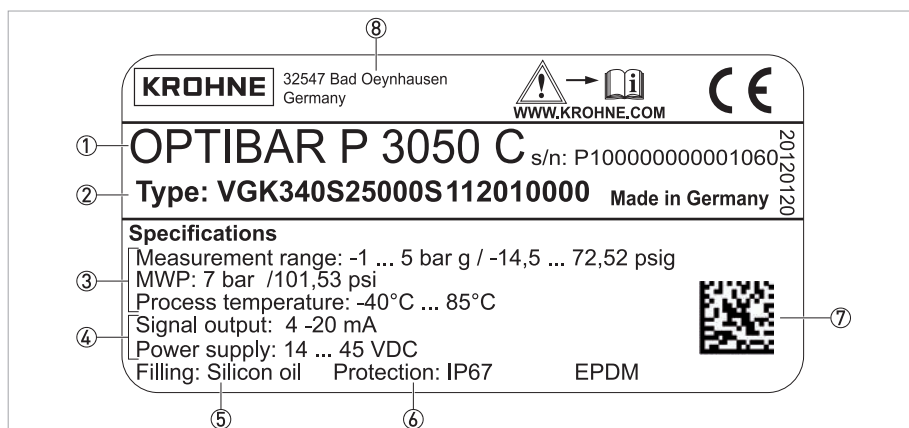 ⑧
KROHNE
32547 Bad Oeynhausen
Germany
WWW.KROHNE.COM
CE
① OPTIBAR P 3050 C s/n: P100000000001060
20120120
② Type: VGK340S25000S112010000 Made in Germany
Specifications
③ Measurement range: -1 ... 5 bar g / -14,5 ... 72,52 psig
MWP: 7 bar /101,53 psi
Process temperature: -40°C ... 85°C
④ Signal output: 4 -20 mA
Power supply: 14 ... 45 VDC
⑦
Filling: Silicon oil Protection: IP67 EPDM
⑤ ⑥